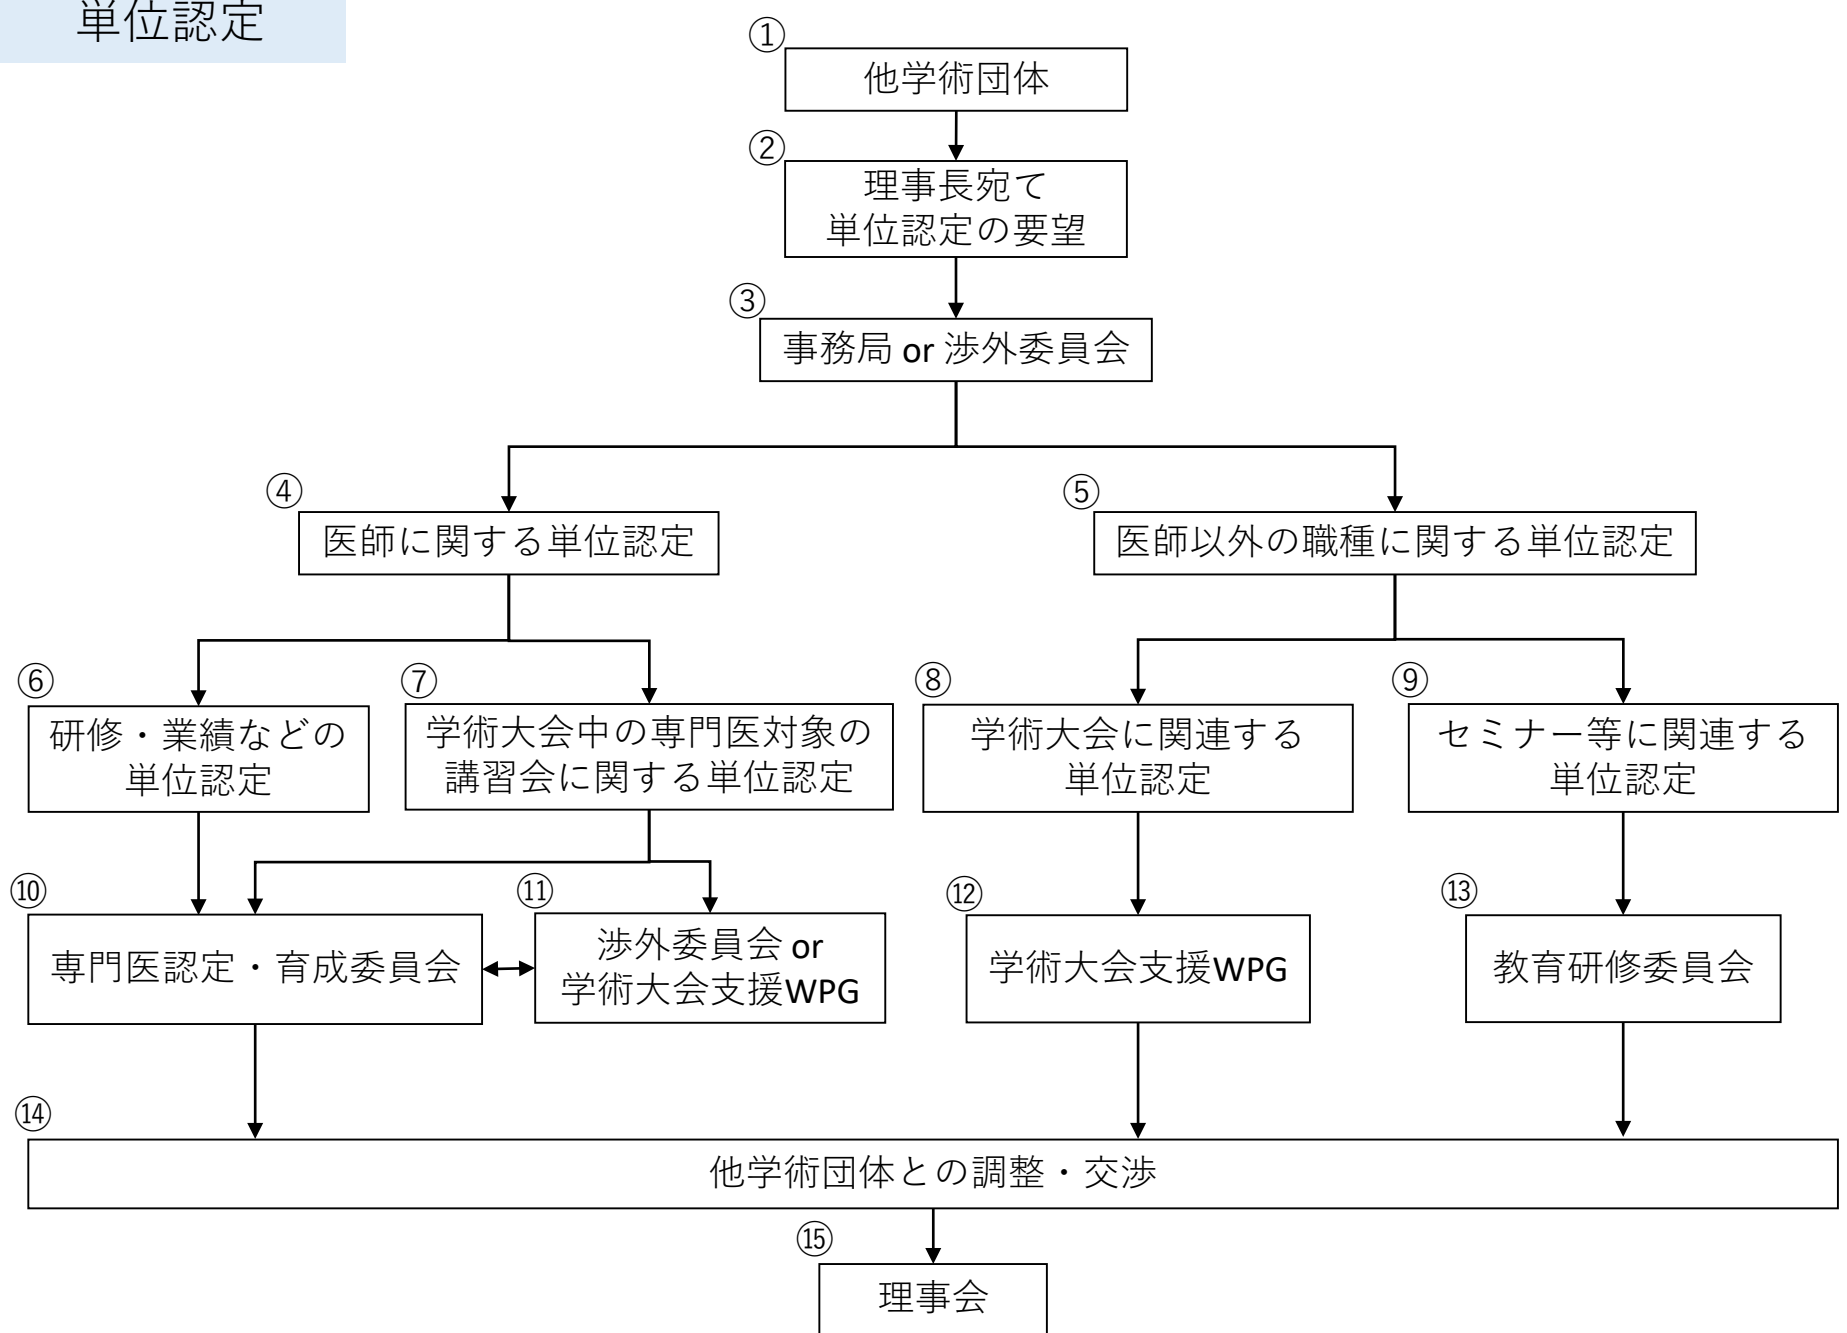 単位認定
①
他学術団体
②
理事長宛て
単位認定の要望
③
事務局 or 渉外委員会
④
医師に関する単位認定
⑤
医師以外の職種に関する単位認定
⑥
研修・業績などの
単位認定
⑦
学術大会中の専門医対象の
講習会に関する単位認定
⑧
学術大会に関連する
単位認定
⑨
セミナー等に関連する
単位認定
⑩
専門医認定・育成委員会
⑪
渉外委員会 or
学術大会支援WPG
⑫
学術大会支援WPG
⑬
教育研修委員会
⑭
他学術団体との調整・交渉
⑮
理事会